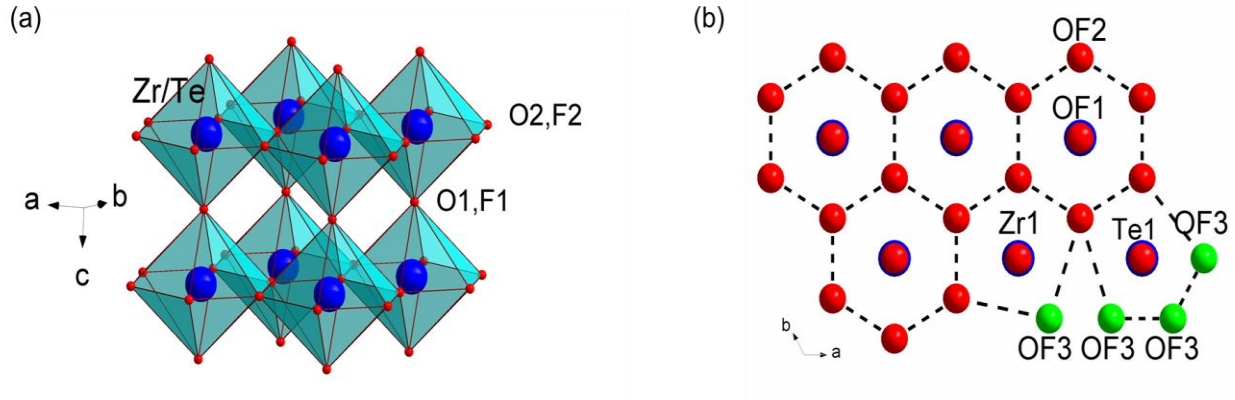 (a)
Zr/Te
O2,F2
O1,F1
a
b
c
(b)
OF2
OF1
Zr1
Te1
OF3
OF3
OF3
OF3
b
a